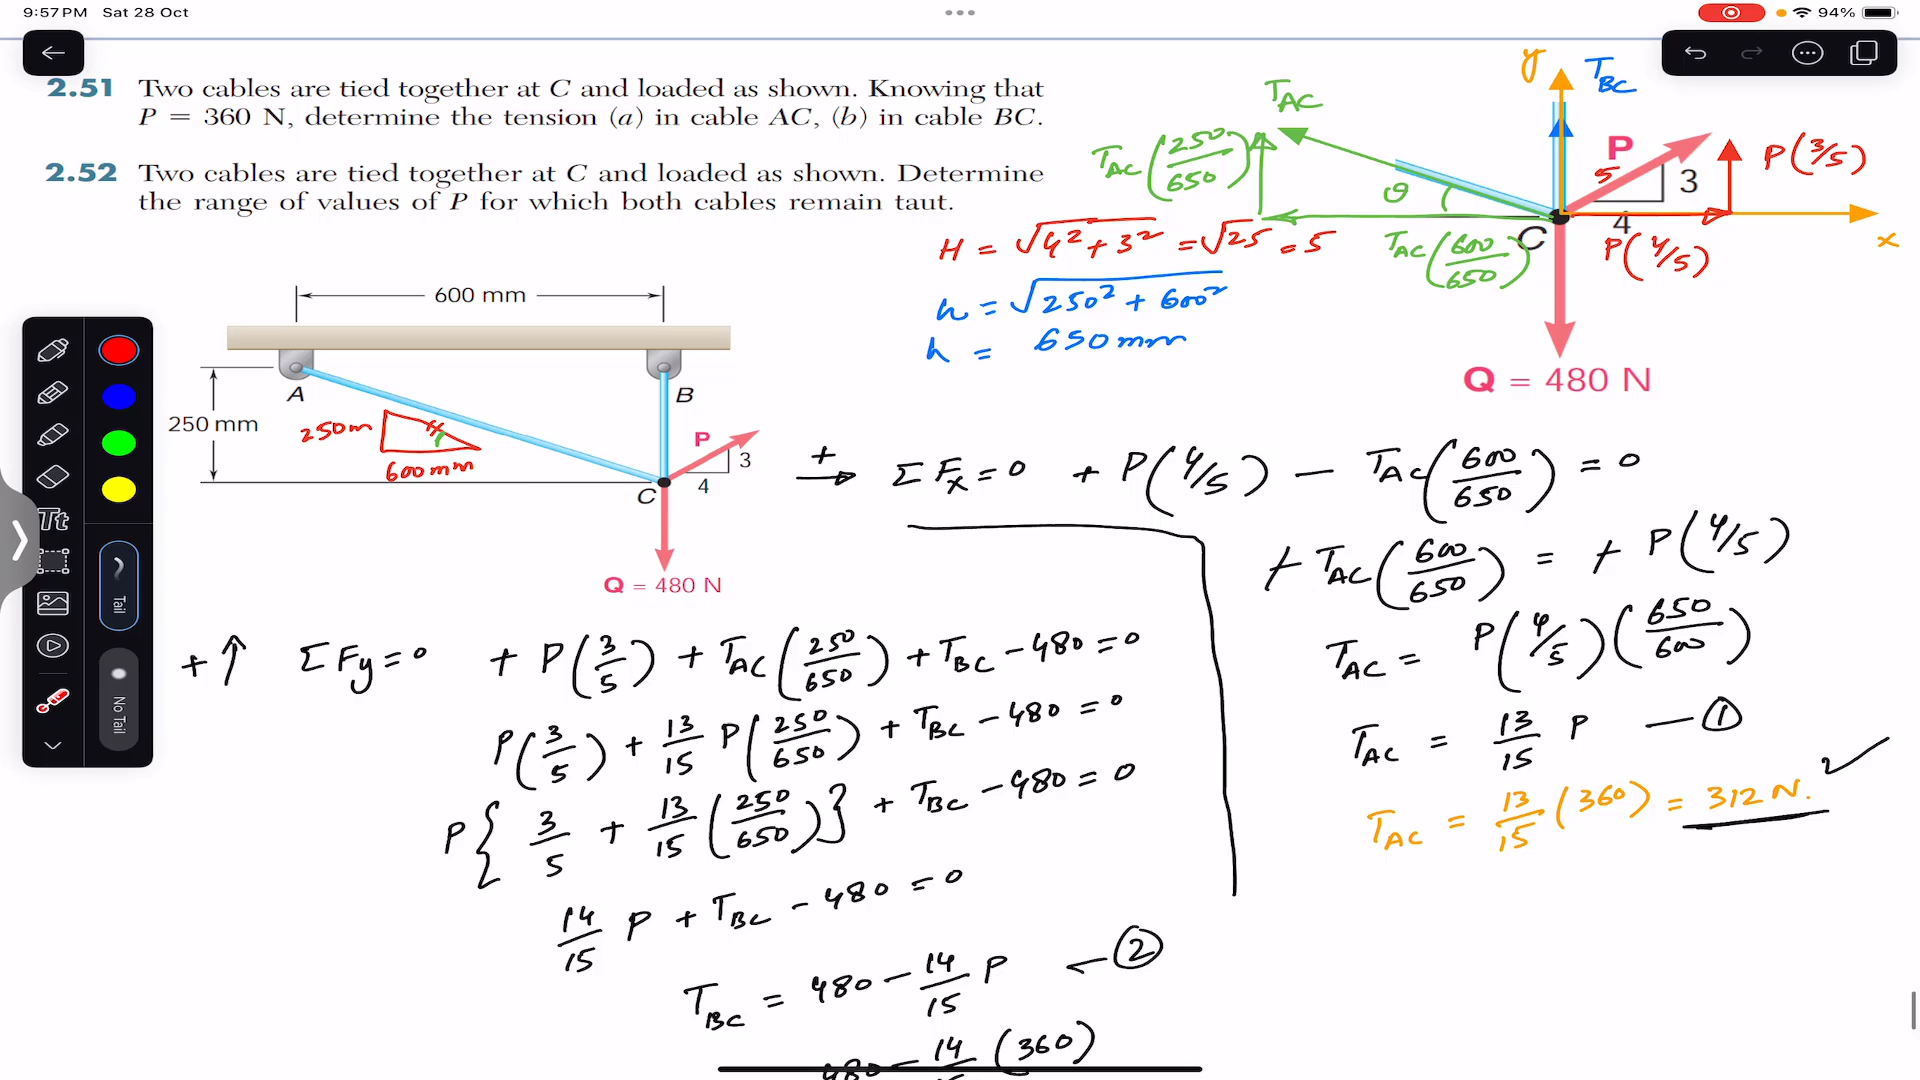 9:57 PM Sat 28 Oct
94%
2.51 Two cables are tied together at C and loaded as shown. Knowing that
P = 360 N, determine the tension (a) in cable AC, (b) in cable BC.
2.52 Two cables are tied together at C and loaded as shown. Determine
the range of values of P for which both cables remain taut.
y
T_BC
T_AC
T_AC(250/650)
P
5
3
4
P(3/5)
θ
C
T_AC(600/650)
P(4/5)
x
Q = 480 N
H = √4² + 3² = √25 = 5
h = √250² + 600²
h = 650mm
600 mm
A
B
250 mm
250m
600mm
P
3
4
C
Q = 480 N
Tt
Tail
No Tail
+→ ΣFx = 0 + P(4/5) − T_AC(600/650) = 0
+ T_AC(600/650) = + P(4/5)
T_AC = P(4/5)(650/600)
T_AC = 13/15 P — ①
T_AC = 13/15 (360) = 312 N.
+↑ ΣFy = 0 + P(3/5) + T_AC(250/650) + T_BC − 480 = 0
P(3/5) + 13/15 P(250/650) + T_BC − 480 = 0
P{3/5 + 13/15(250/650)} + T_BC − 480 = 0
14/15 P + T_BC − 480 = 0
T_BC = 480 − 14/15 P — ②
480 − 14/15 (360)